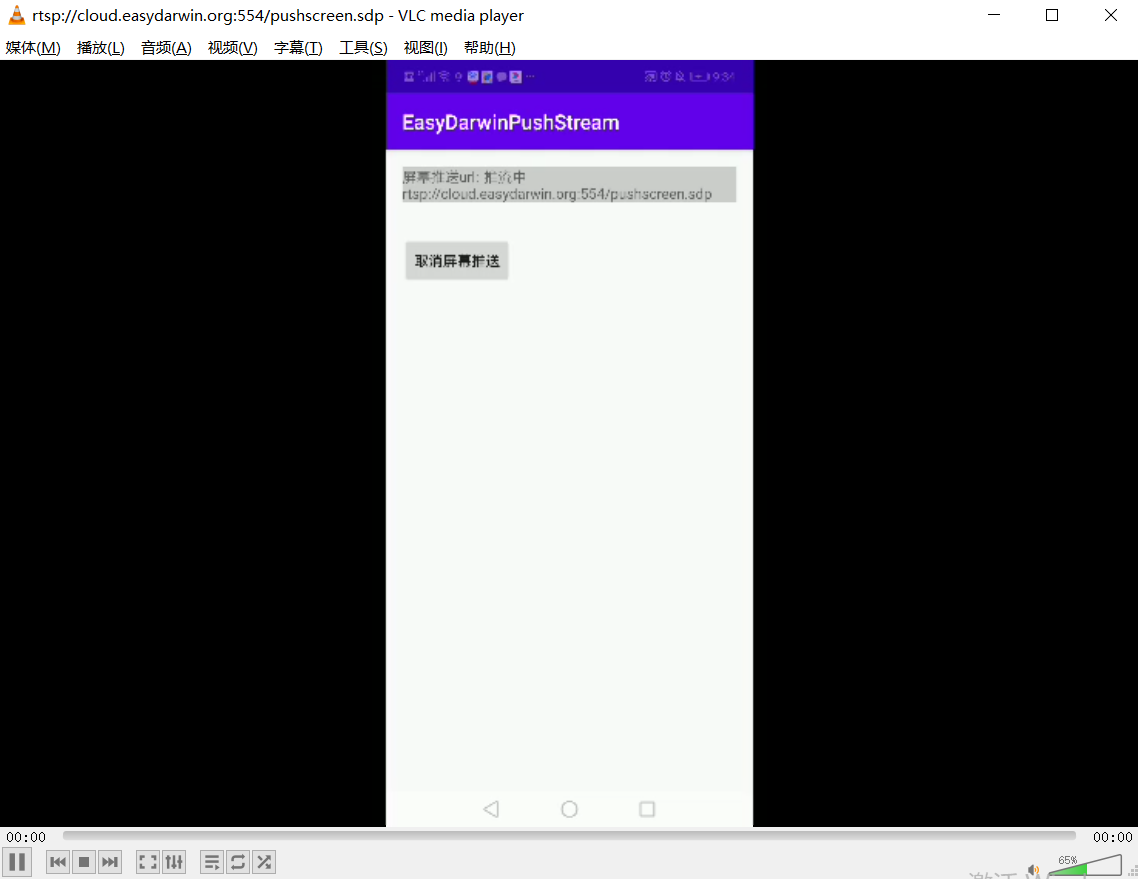 rtsp://cloud.easydarwin.org:554/pushscreen.sdp - VLC media player
媒体(M) 播放(L) 音频(A) 视频(V) 字幕(T) 工具(S) 视图(I) 帮助(H)
9:34
EasyDarwinPushStream
屏幕推送url: 推流中
rtsp://cloud.easydarwin.org:554/pushscreen.sdp
取消屏幕推送
00:00 00:00
65%